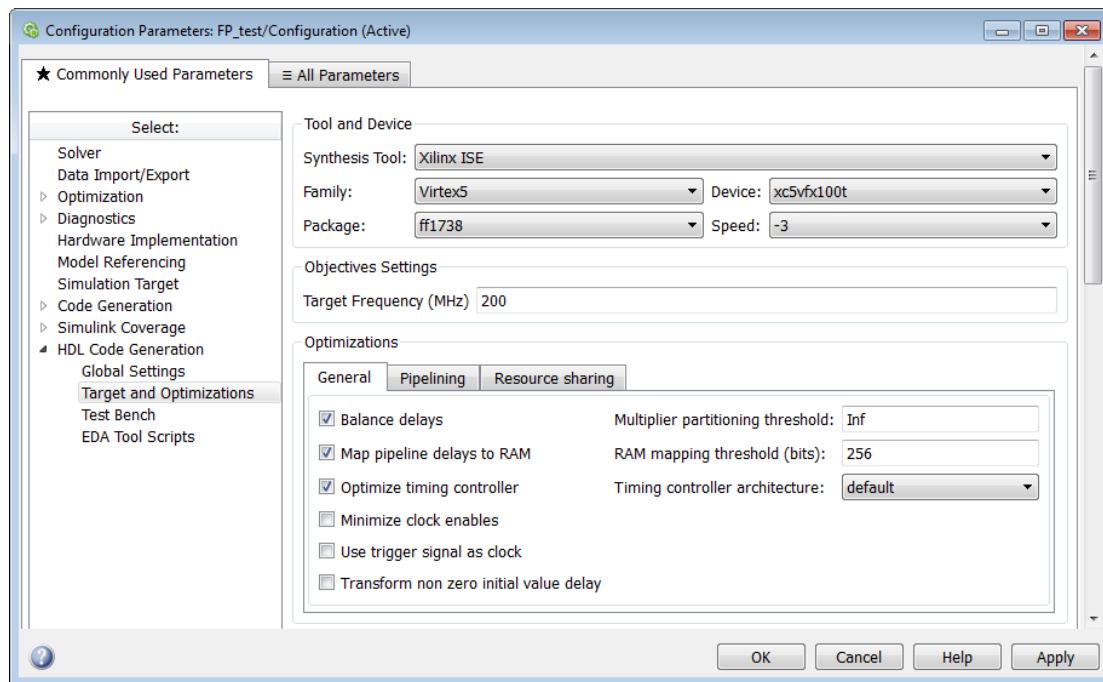 Configuration Parameters: FP_test/Configuration (Active)
★ Commonly Used Parameters
≡ All Parameters
Select:
Solver
Data Import/Export
Optimization
Diagnostics
Hardware Implementation
Model Referencing
Simulation Target
Code Generation
Simulink Coverage
HDL Code Generation
Global Settings
Target and Optimizations
Test Bench
EDA Tool Scripts
Tool and Device
Synthesis Tool: Xilinx ISE
Family: Virtex5 Device: xc5vfx100t
Package: ff1738 Speed: -3
Objectives Settings
Target Frequency (MHz) 200
Optimizations
General Pipelining Resource sharing
Balance delays Multiplier partitioning threshold: Inf
Map pipeline delays to RAM RAM mapping threshold (bits): 256
Optimize timing controller Timing controller architecture: default
Minimize clock enables
Use trigger signal as clock
Transform non zero initial value delay
? OK Cancel Help Apply